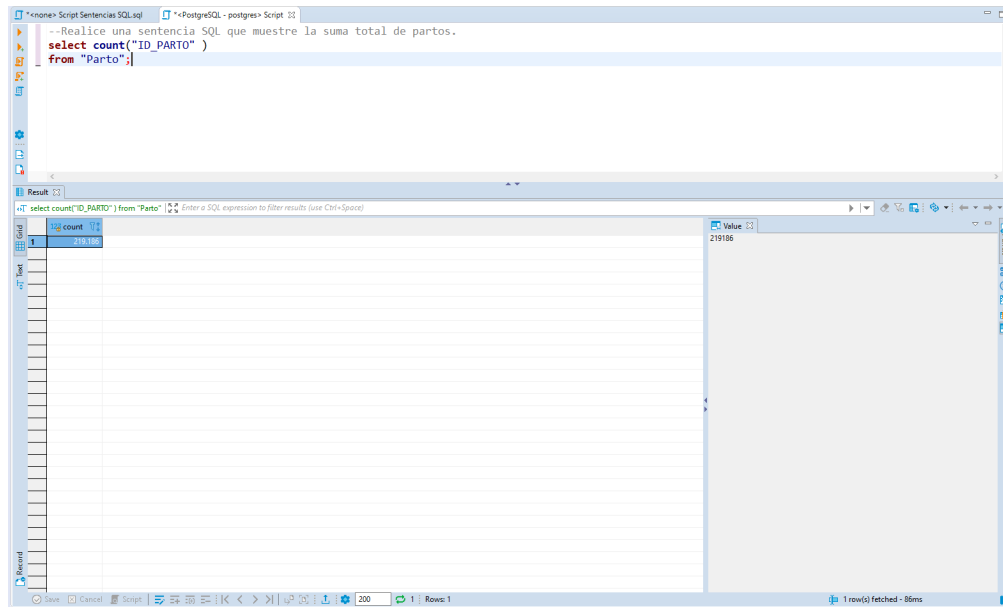 *<none> Script Sentencias SQL.sql
*<PostgreSQL - postgres> Script
--Realice una sentencia SQL que muestre la suma total de partos.
select count("ID_PARTO" )
from "Parto";
Result
select count("ID_PARTO" ) from "Parto"
Enter a SQL expression to filter results (use Ctrl+Space)
Grid
Text
Record
123 count
1
219.186
Value
219186
Save
Cancel
Script
200
1
Rows: 1
1 row(s) fetched - 86ms